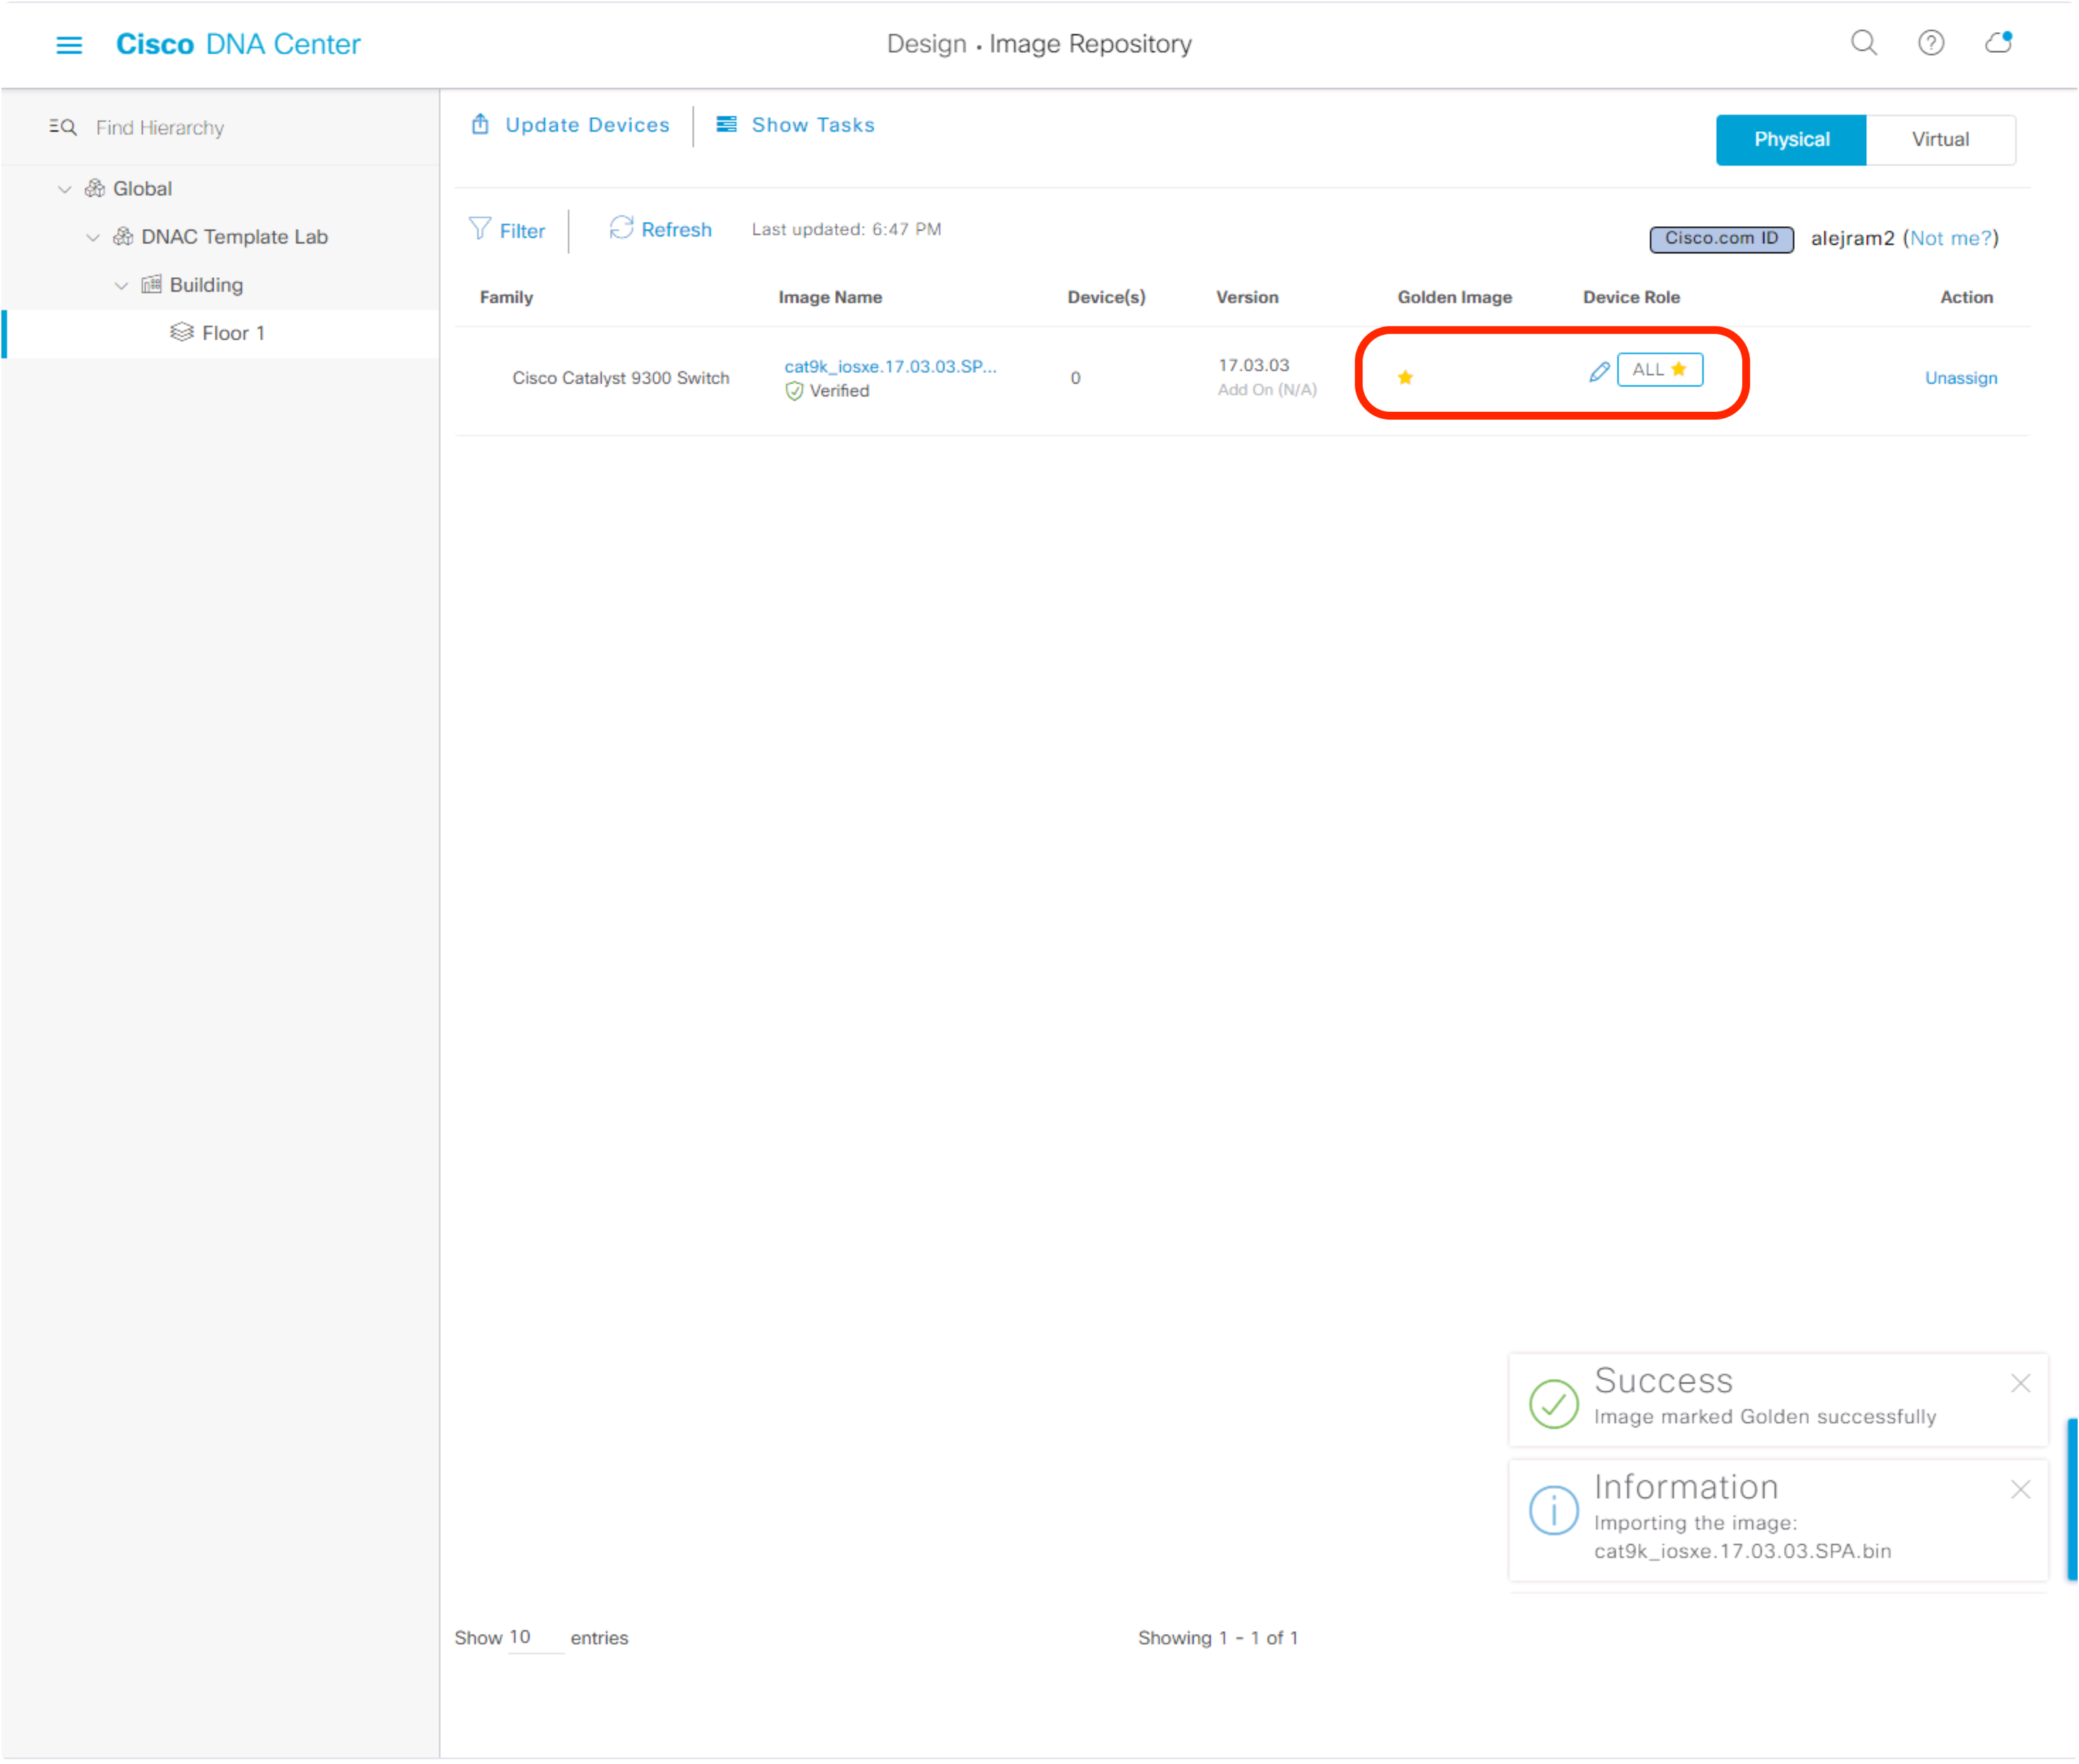 Cisco DNA Center
Design • Image Repository
Find Hierarchy
Global
DNAC Template Lab
Building
Floor 1
Update Devices
Show Tasks
Physical
Virtual
Filter
Refresh
Last updated: 6:47 PM
Cisco.com ID
alejram2 (Not me?)
Family Image Name Device(s) Version Golden Image Device Role Action
Cisco Catalyst 9300 Switch
cat9k_iosxe.17.03.03.SP...
Verified
0
17.03.03
Add On (N/A)
ALL
Unassign
Success
Image marked Golden successfully
Information
Importing the image:
cat9k_iosxe.17.03.03.SPA.bin
Show 10 entries
Showing 1 - 1 of 1